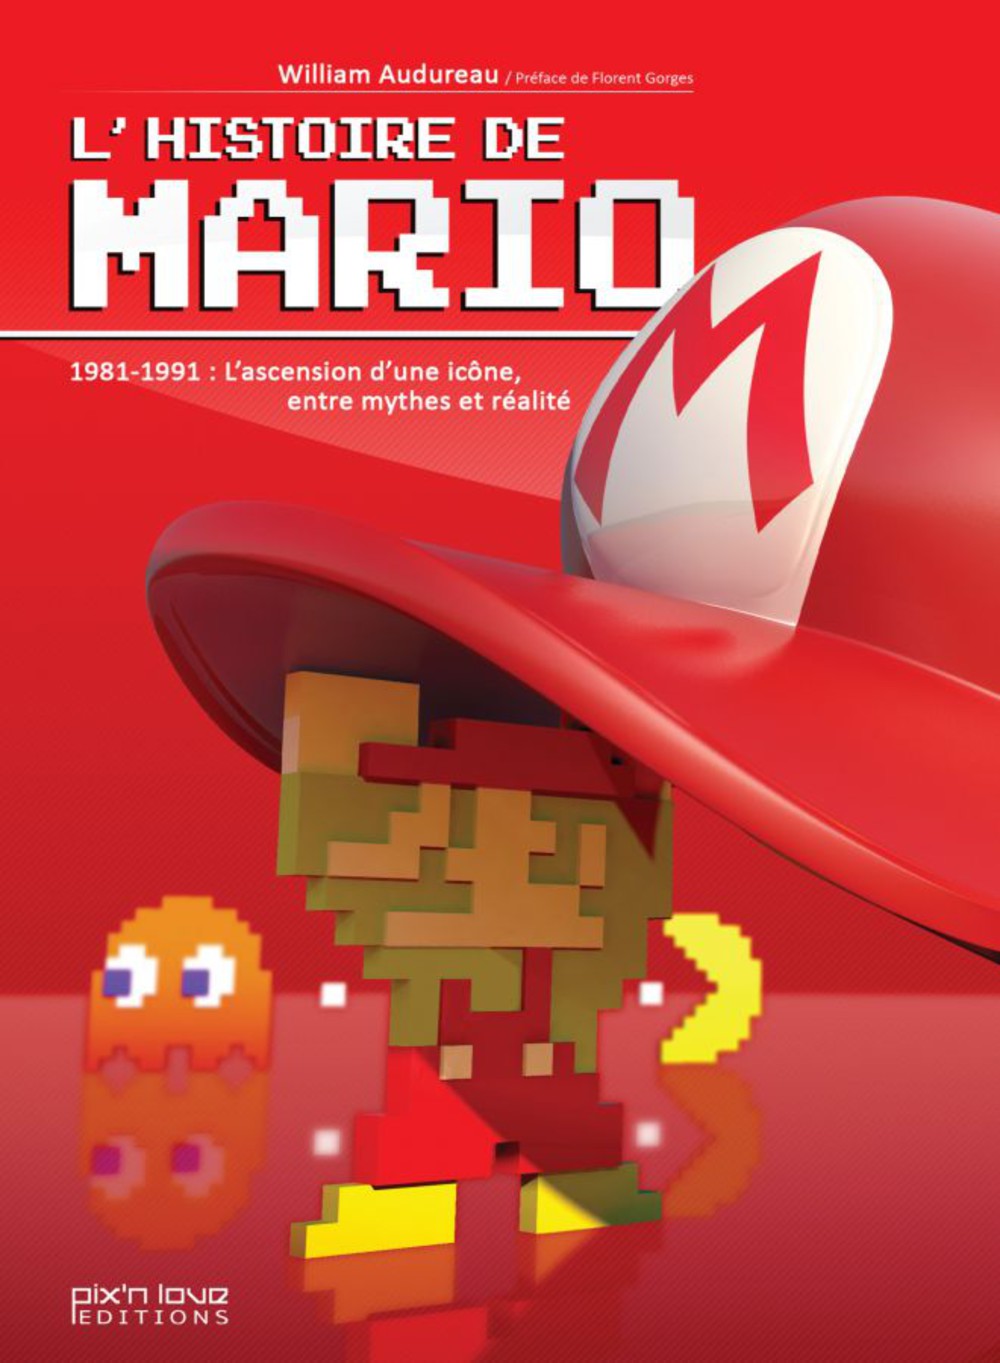 William Audureau / Préface de Florent Gorges
L'HISTOIRE DE
MARIO
M
1981-1991 : L'ascension d'une icône,
entre mythes et réalité
pix'n love
EDITIONS